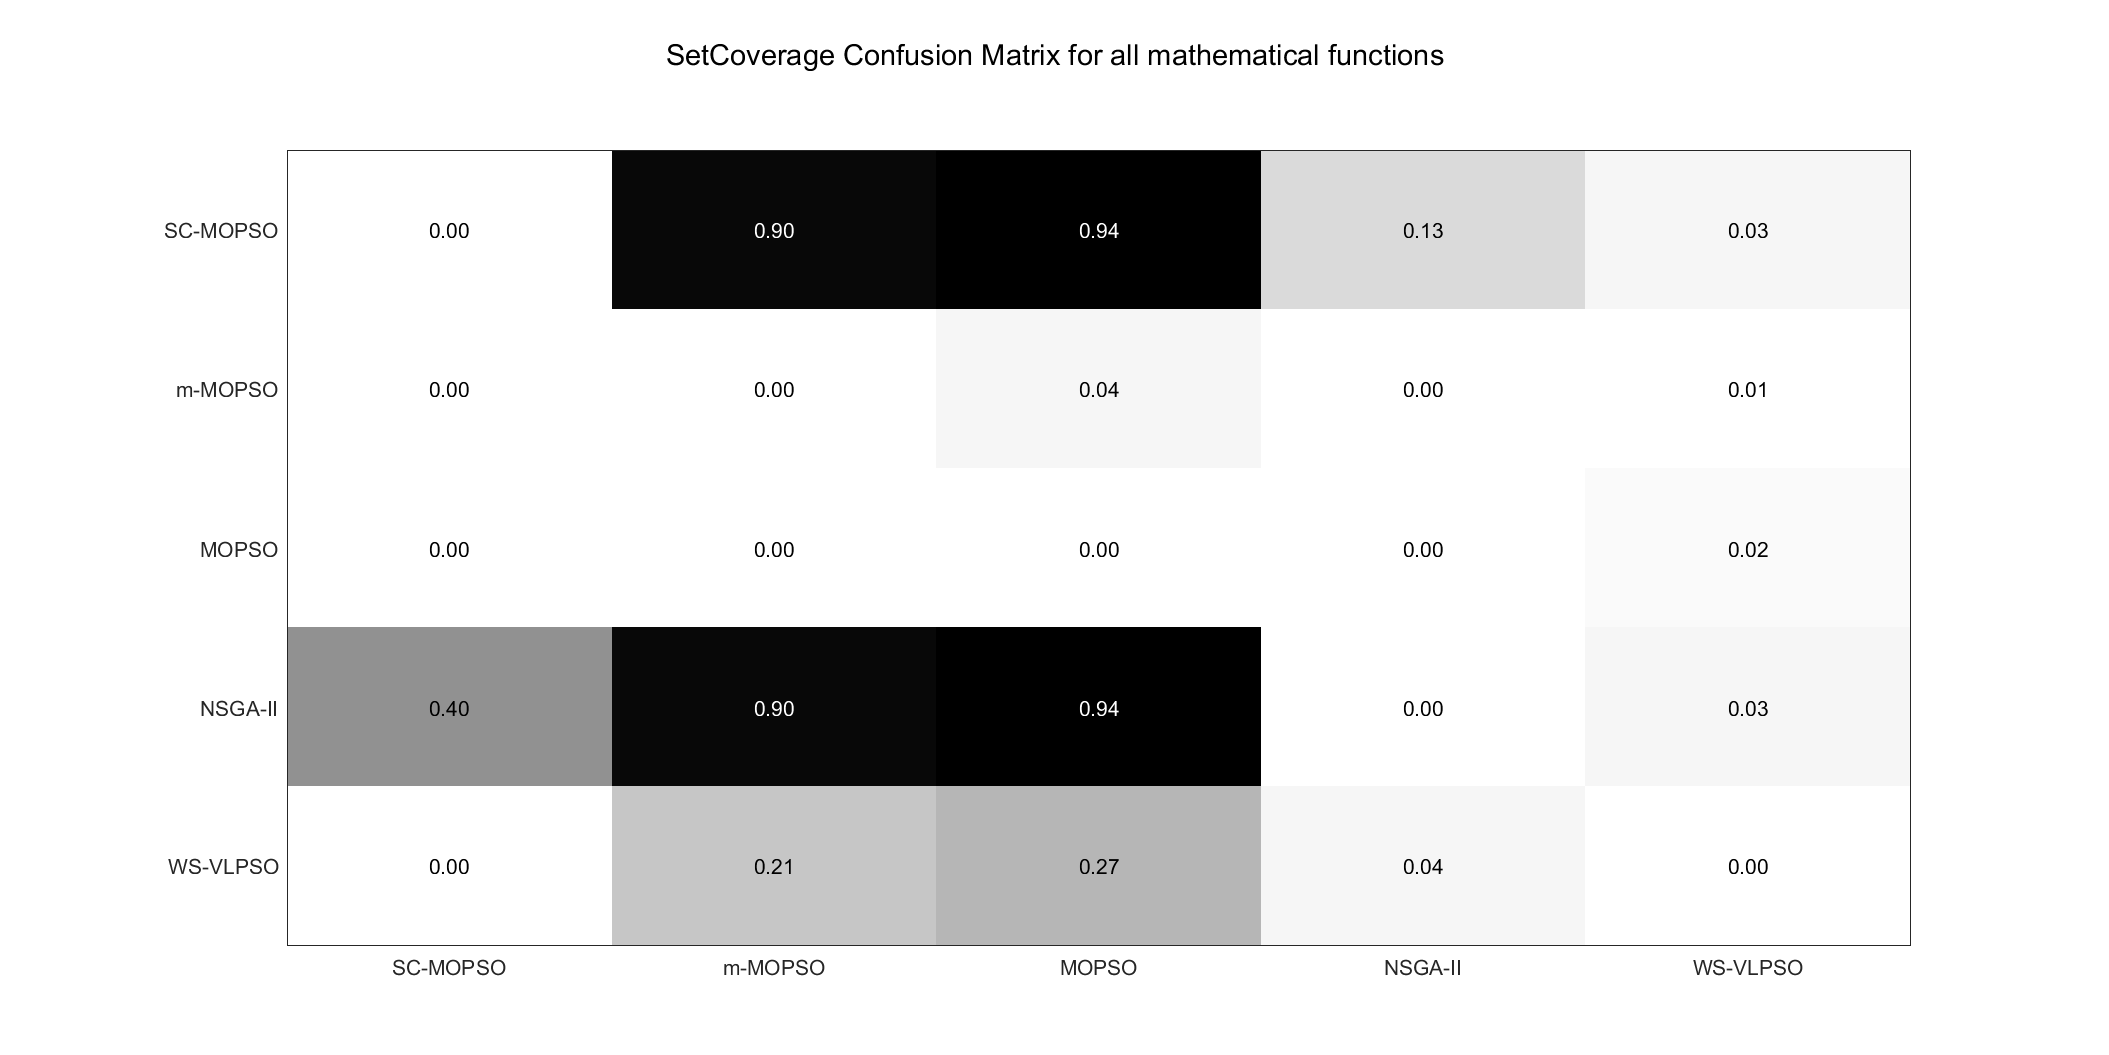 SetCoverage Confusion Matrix for all mathematical functions
SC-MOPSO 0.00 0.90 0.94 0.13 0.03
m-MOPSO 0.00 0.00 0.04 0.00 0.01
MOPSO 0.00 0.00 0.00 0.00 0.02
NSGA-II 0.40 0.90 0.94 0.00 0.03
WS-VLPSO 0.00 0.21 0.27 0.04 0.00
SC-MOPSO m-MOPSO MOPSO NSGA-II WS-VLPSO